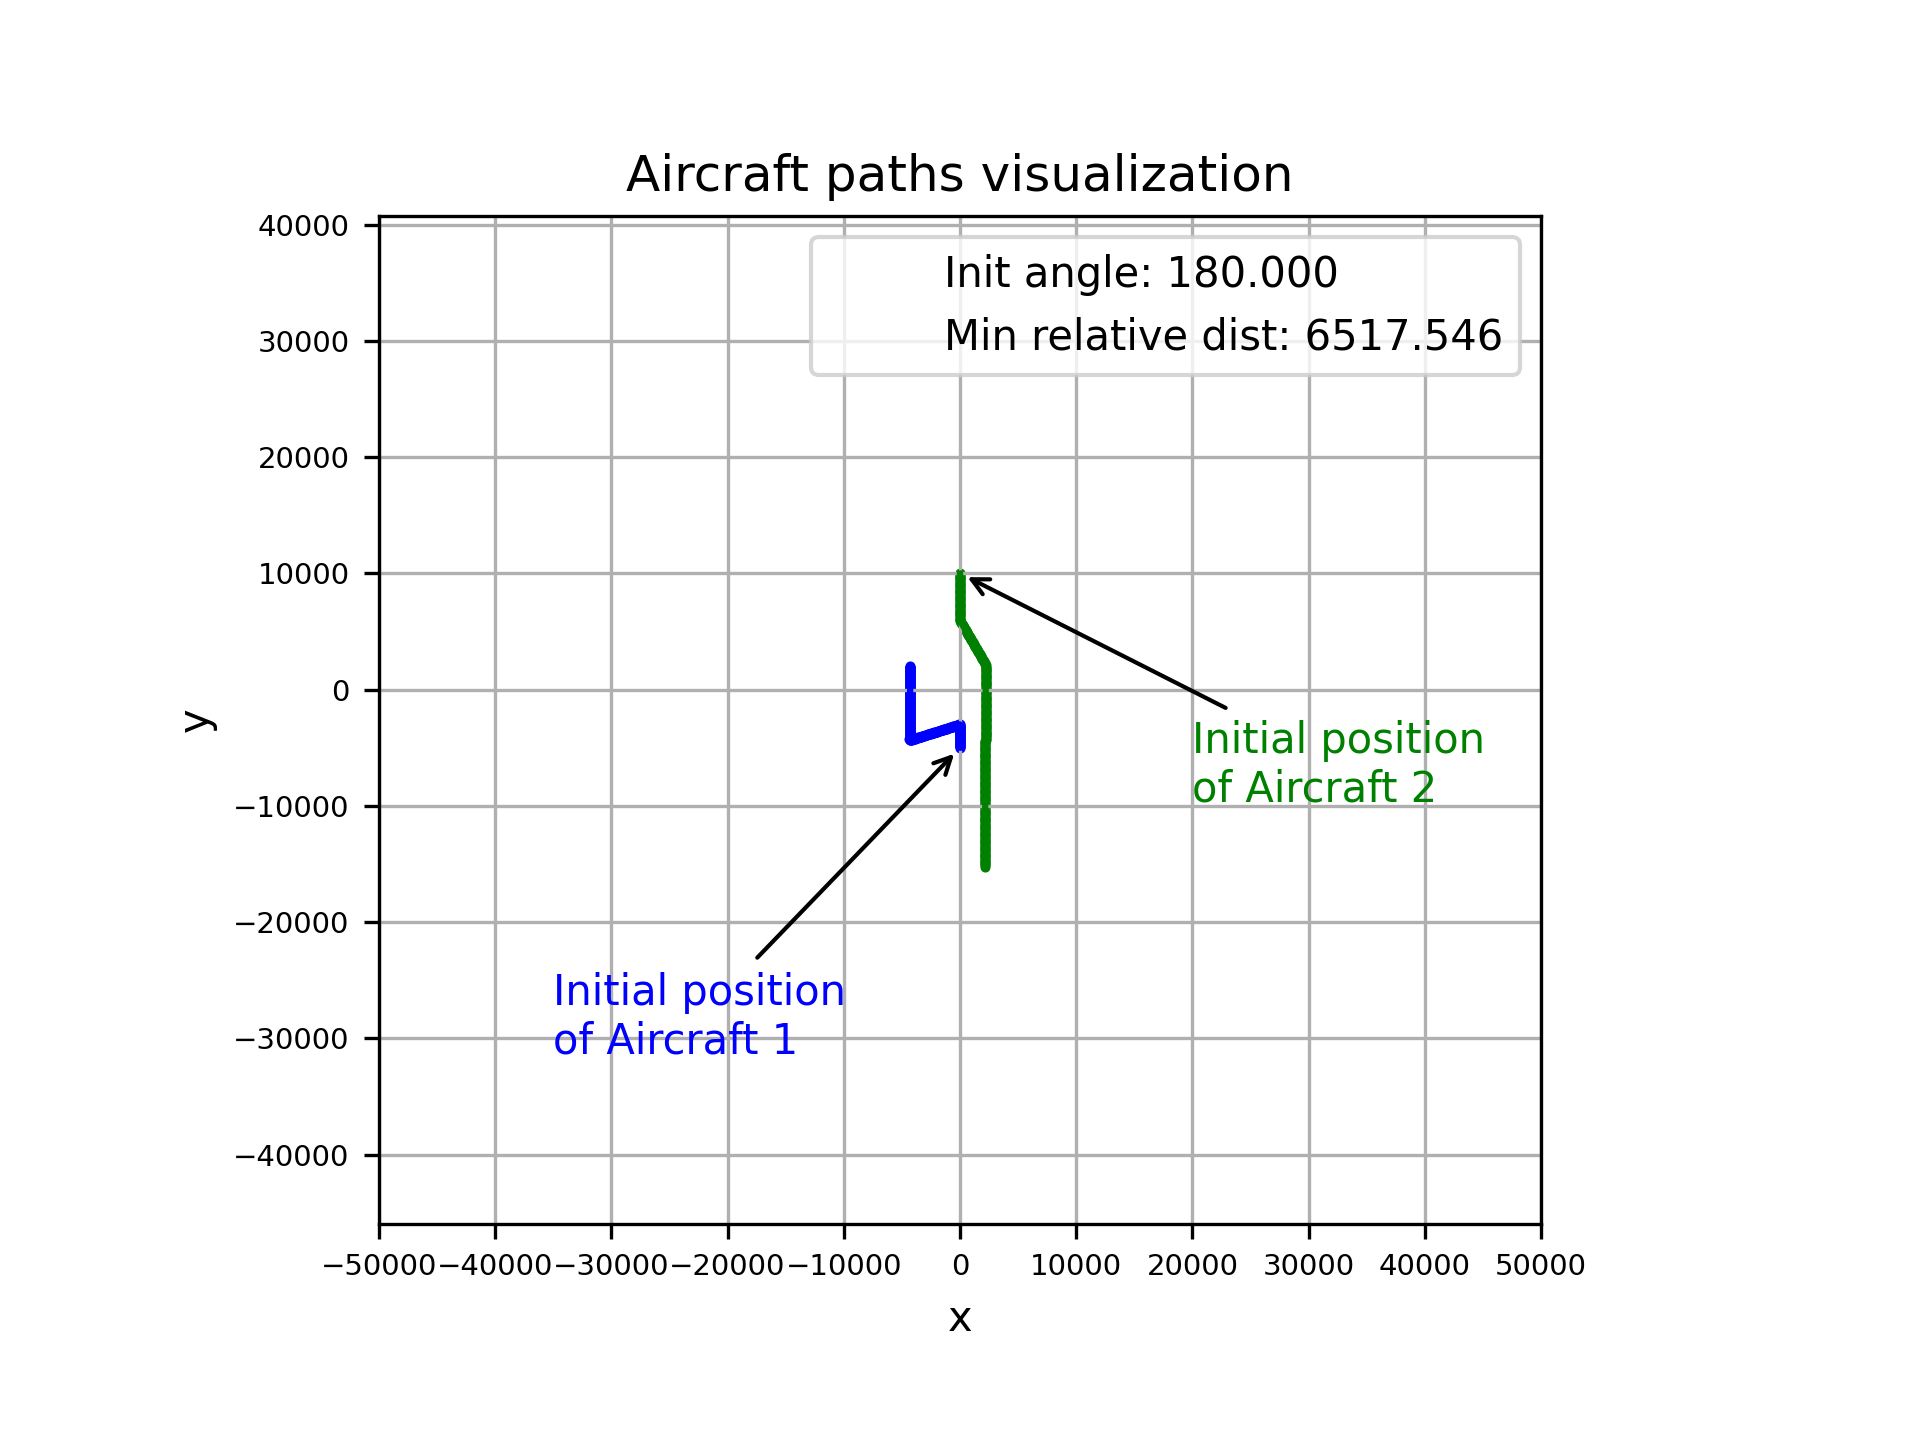 Aircraft paths visualization
40000
30000
20000
10000
0
−10000
−20000
−30000
−40000
y
Init angle: 180.000
Min relative dist: 6517.546
Initial position
of Aircraft 2
Initial position
of Aircraft 1
−50000 −40000 −30000 −20000 −10000 0 10000 20000 30000 40000 50000
x